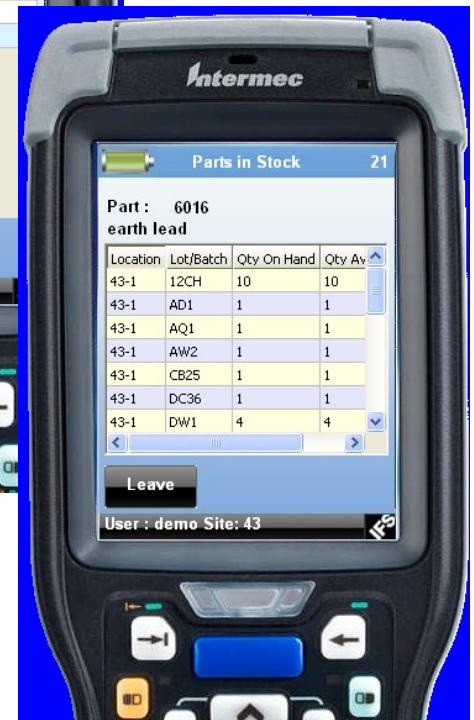 Intermec
Parts in Stock 21
Part : 6016
earth lead
Location Lot/Batch Qty On Hand Qty Av
43-1 12CH 10 10
43-1 AD1 1 1
43-1 AQ1 1 1
43-1 AW2 1 1
43-1 CB25 1 1
43-1 DC36 1 1
43-1 DW1 4 4
Leave
User : demo Site: 43 IFS